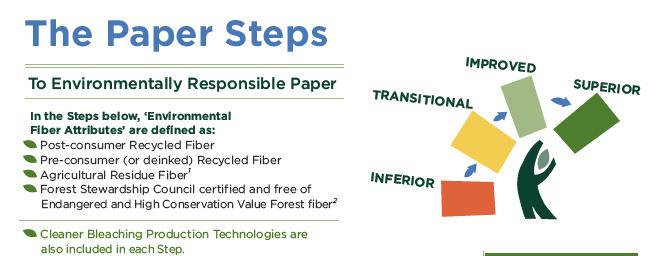 The Paper Steps
To Environmentally Responsible Paper
In the Steps below, ‘Environmental
Fiber Attributes’ are defined as:
Post-consumer Recycled Fiber
Pre-consumer (or deinked) Recycled Fiber
Agricultural Residue Fiber¹
Forest Stewardship Council certified and free of
Endangered and High Conservation Value Forest fiber²
Cleaner Bleaching Production Technologies are
also included in each Step.
INFERIOR
TRANSITIONAL
IMPROVED
SUPERIOR